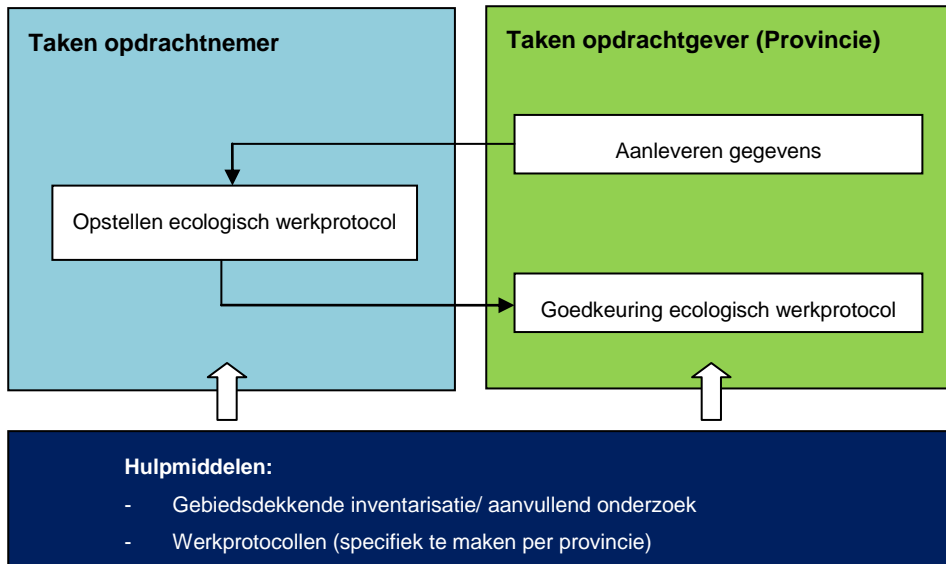 Taken opdrachtnemer
Taken opdrachtgever (Provincie)
Aanleveren gegevens
Opstellen ecologisch werkprotocol
Goedkeuring ecologisch werkprotocol
Hulpmiddelen:
- Gebiedsdekkende inventarisatie/ aanvullend onderzoek
- Werkprotocollen (specifiek te maken per provincie)